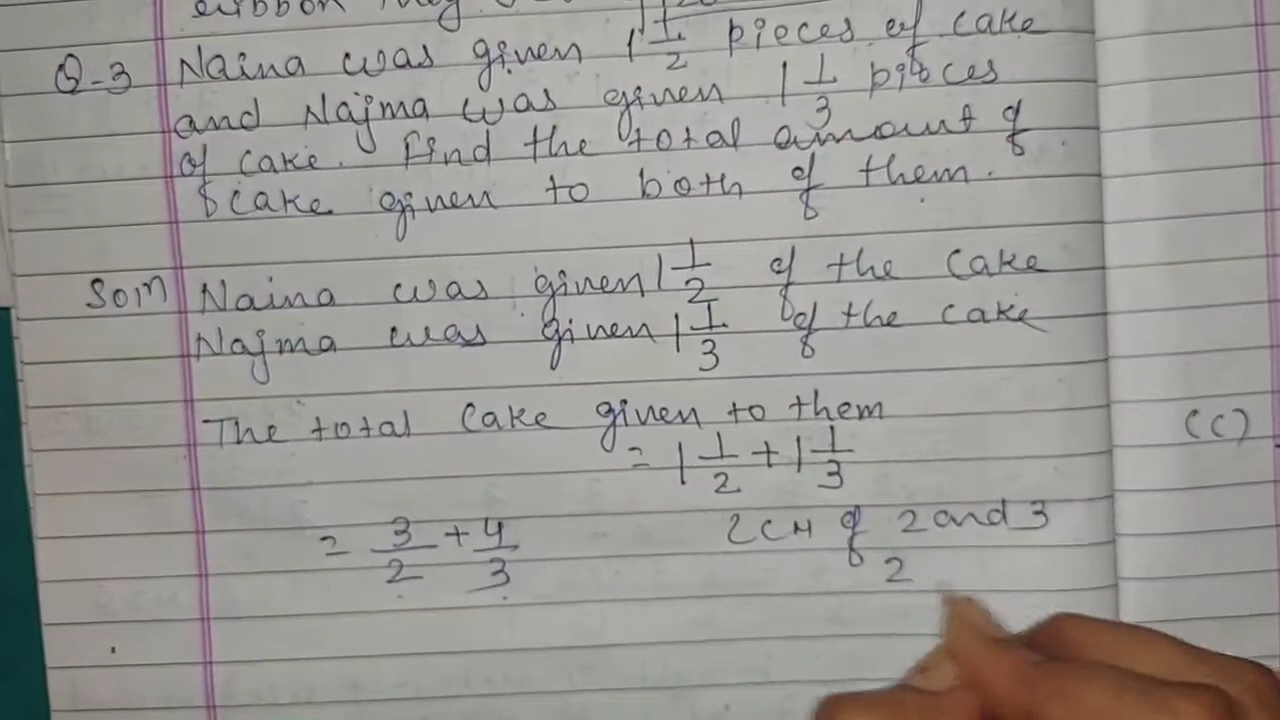 ribbon they
Q-3 Naina was given 1 1/2 pieces of cake
and Najma was given 1 1/3 pieces
of cake. Find the total amount of
cake given to both of them.
Soln Naina was given 1 1/2 of the cake
Najma was given 1 1/3 of the cake
The total cake given to them
= 1 1/2 + 1 1/3
(C)
= 3/2 + 4/3
LCM of 2 and 3
2